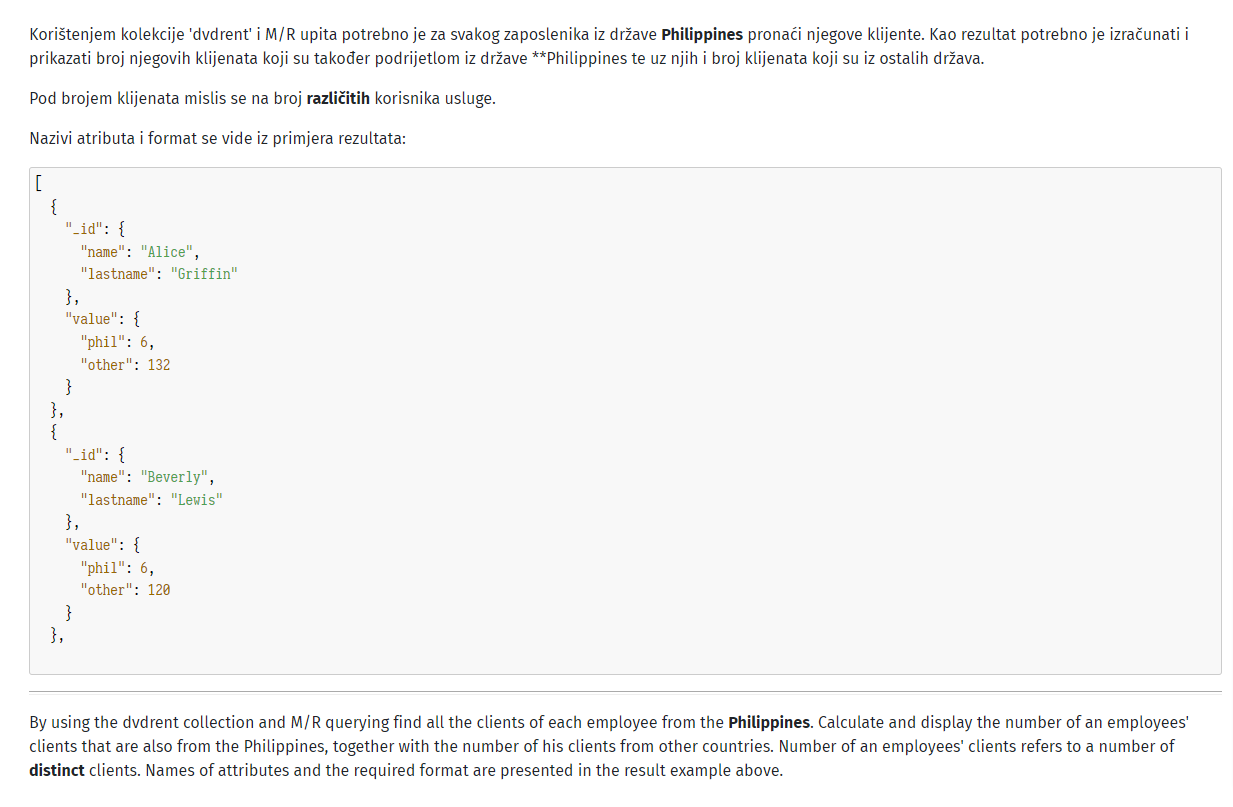 Korištenjem kolekcije 'dvdrent' i M/R upita potrebno je za svakog zaposlenika iz države Philippines pronaći njegove klijente. Kao rezultat potrebno je izračunati i
prikazati broj njegovih klijenata koji su također podrijetlom iz države **Philippines te uz njih i broj klijenata koji su iz ostalih država.
Pod brojem klijenata mislis se na broj različitih korisnika usluge.
Nazivi atributa i format se vide iz primjera rezultata:
[
  {
    "_id": {
      "name": "Alice",
      "lastname": "Griffin"
    },
    "value": {
      "phil": 6,
      "other": 132
    }
  },
  {
    "_id": {
      "name": "Beverly",
      "lastname": "Lewis"
    },
    "value": {
      "phil": 6,
      "other": 120
    }
  },
By using the dvdrent collection and M/R querying find all the clients of each employee from the Philippines. Calculate and display the number of an employees'
clients that are also from the Philippines, together with the number of his clients from other countries. Number of an employees' clients refers to a number of
distinct clients. Names of attributes and the required format are presented in the result example above.